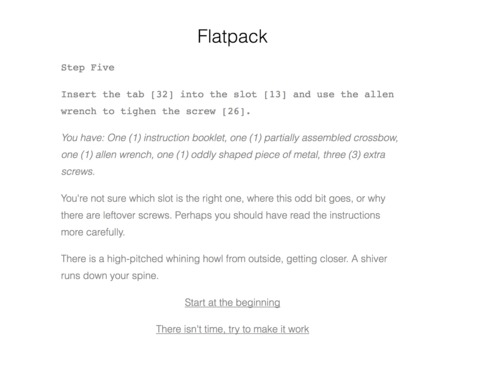 Flatpack
Step Five
Insert the tab [32] into the slot [13] and use the allen
wrench to tighen the screw [26].
You have: One (1) instruction booklet, one (1) partially assembled crossbow,
one (1) allen wrench, one (1) oddly shaped piece of metal, three (3) extra
screws.
You're not sure which slot is the right one, where this odd bit goes, or why
there are leftover screws. Perhaps you should have read the instructions
more carefully.
There is a high-pitched whining howl from outside, getting closer. A shiver
runs down your spine.
Start at the beginning
There isn't time, try to make it work